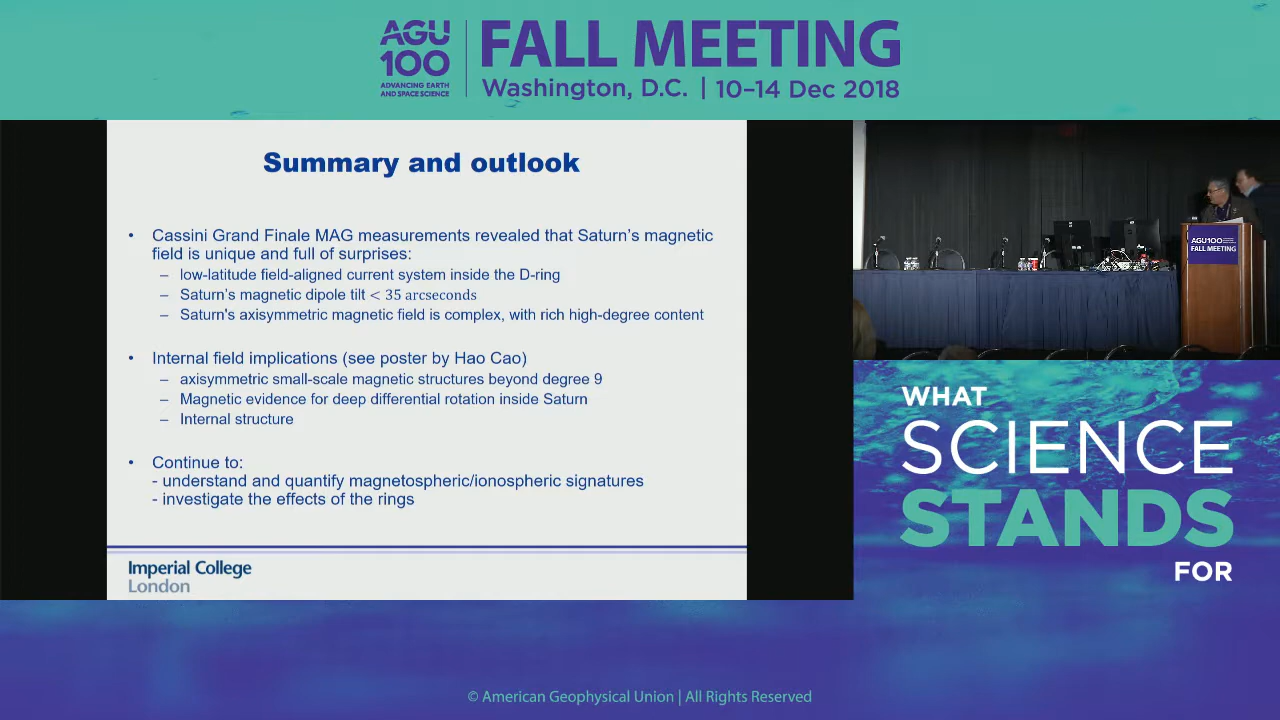 AGU
100
ADVANCING EARTH
AND SPACE SCIENCE
FALL MEETING
Washington, D.C. | 10–14 Dec 2018
Summary and outlook
• Cassini Grand Finale MAG measurements revealed that Saturn's magnetic
field is unique and full of surprises:
– low-latitude field-aligned current system inside the D-ring
– Saturn's magnetic dipole tilt < 35 arcseconds
– Saturn's axisymmetric magnetic field is complex, with rich high-degree content
• Internal field implications (see poster by Hao Cao)
– axisymmetric small-scale magnetic structures beyond degree 9
– Magnetic evidence for deep differential rotation inside Saturn
– Internal structure
• Continue to:
- understand and quantify magnetospheric/ionospheric signatures
- investigate the effects of the rings
Imperial College
London
AGU100
FALL MEETING
WHAT
SCIENCE
STANDS
FOR
© American Geophysical Union | All Rights Reserved